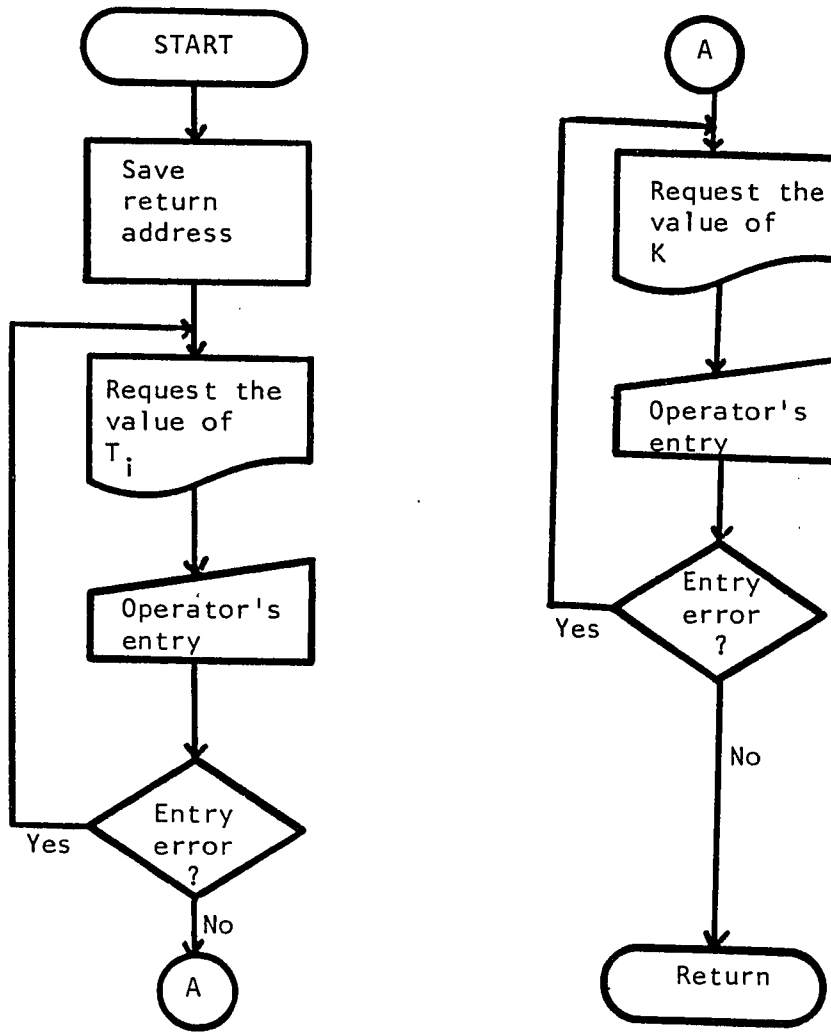 START
Save
return
address
Request the
value of
Ti
Operator's
entry
Entry
error
?
Yes
No
A
A
Request the
value of
K
Operator's
entry
Entry
error
?
Yes
No
Return